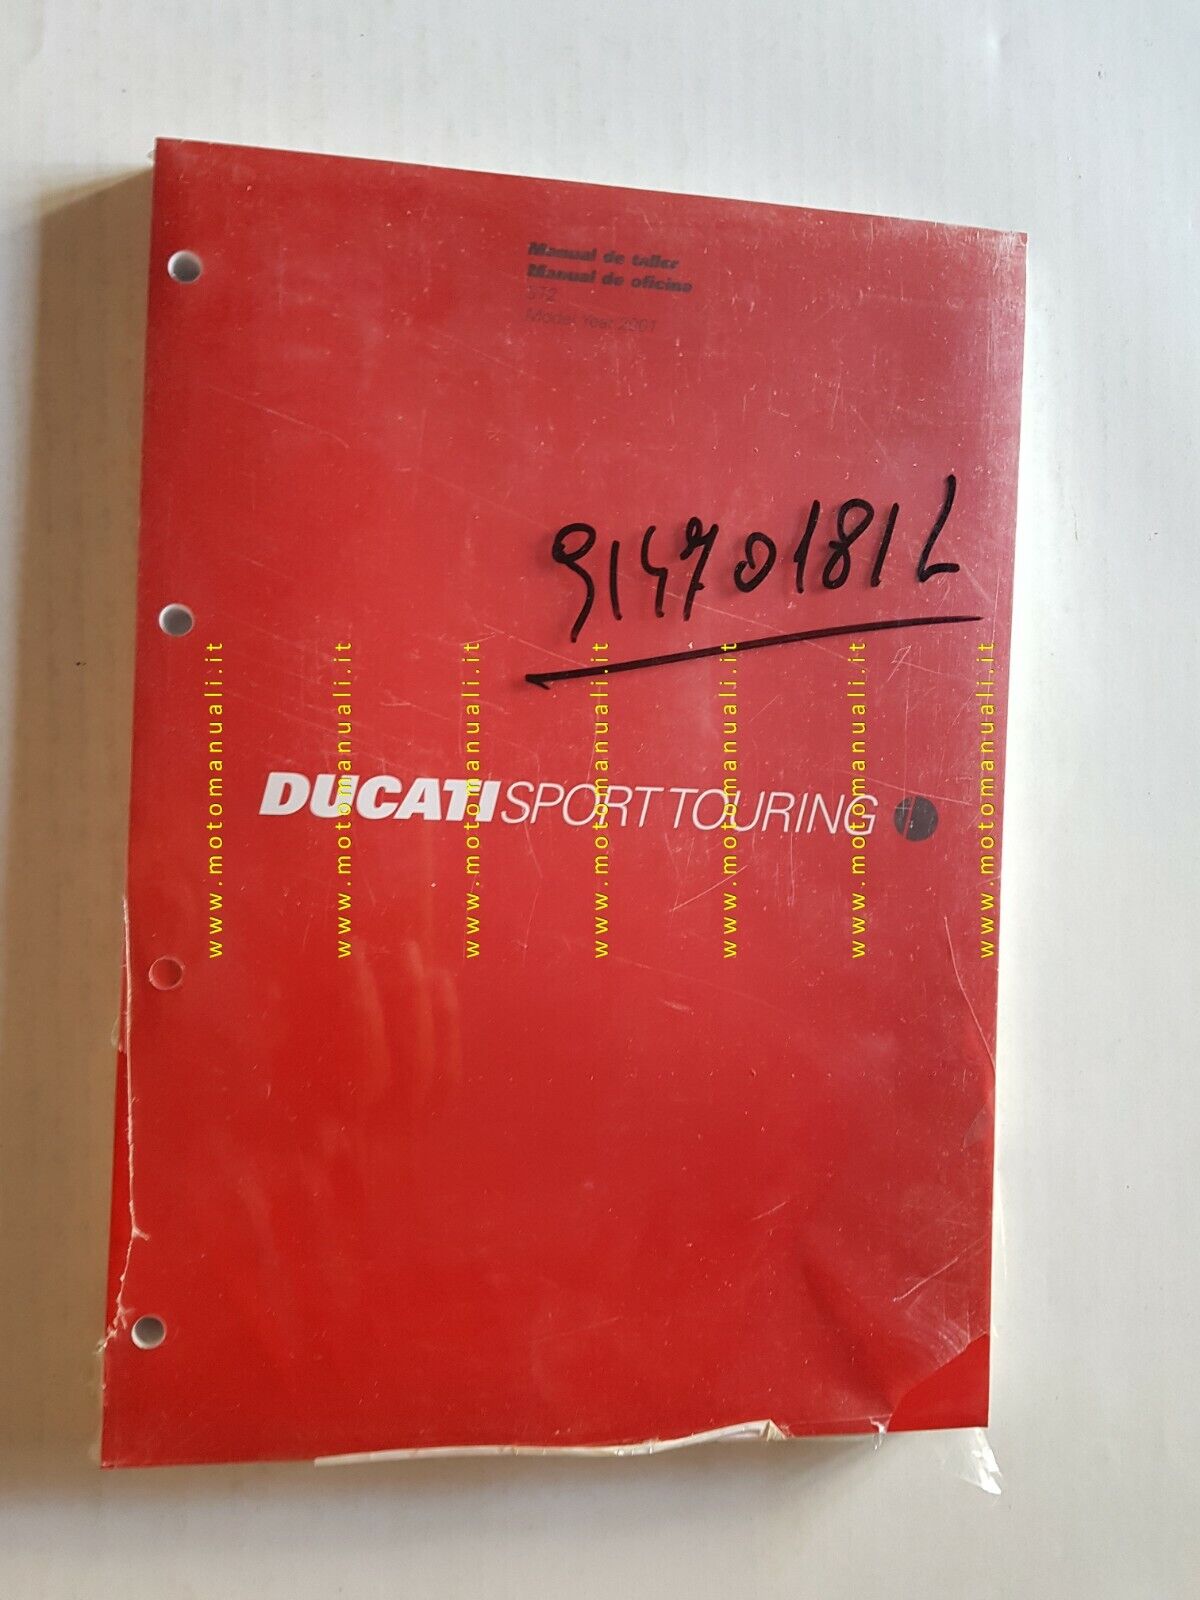 Manual de taller
Manual de oficina
ST2
Model Year 2001
91470181L
DUCATI SPORT TOURING
www.motomanuali.it
www.motomanuali.it
www.motomanuali.it
www.motomanuali.it
www.motomanuali.it
www.motomanuali.it
www.motomanuali.it